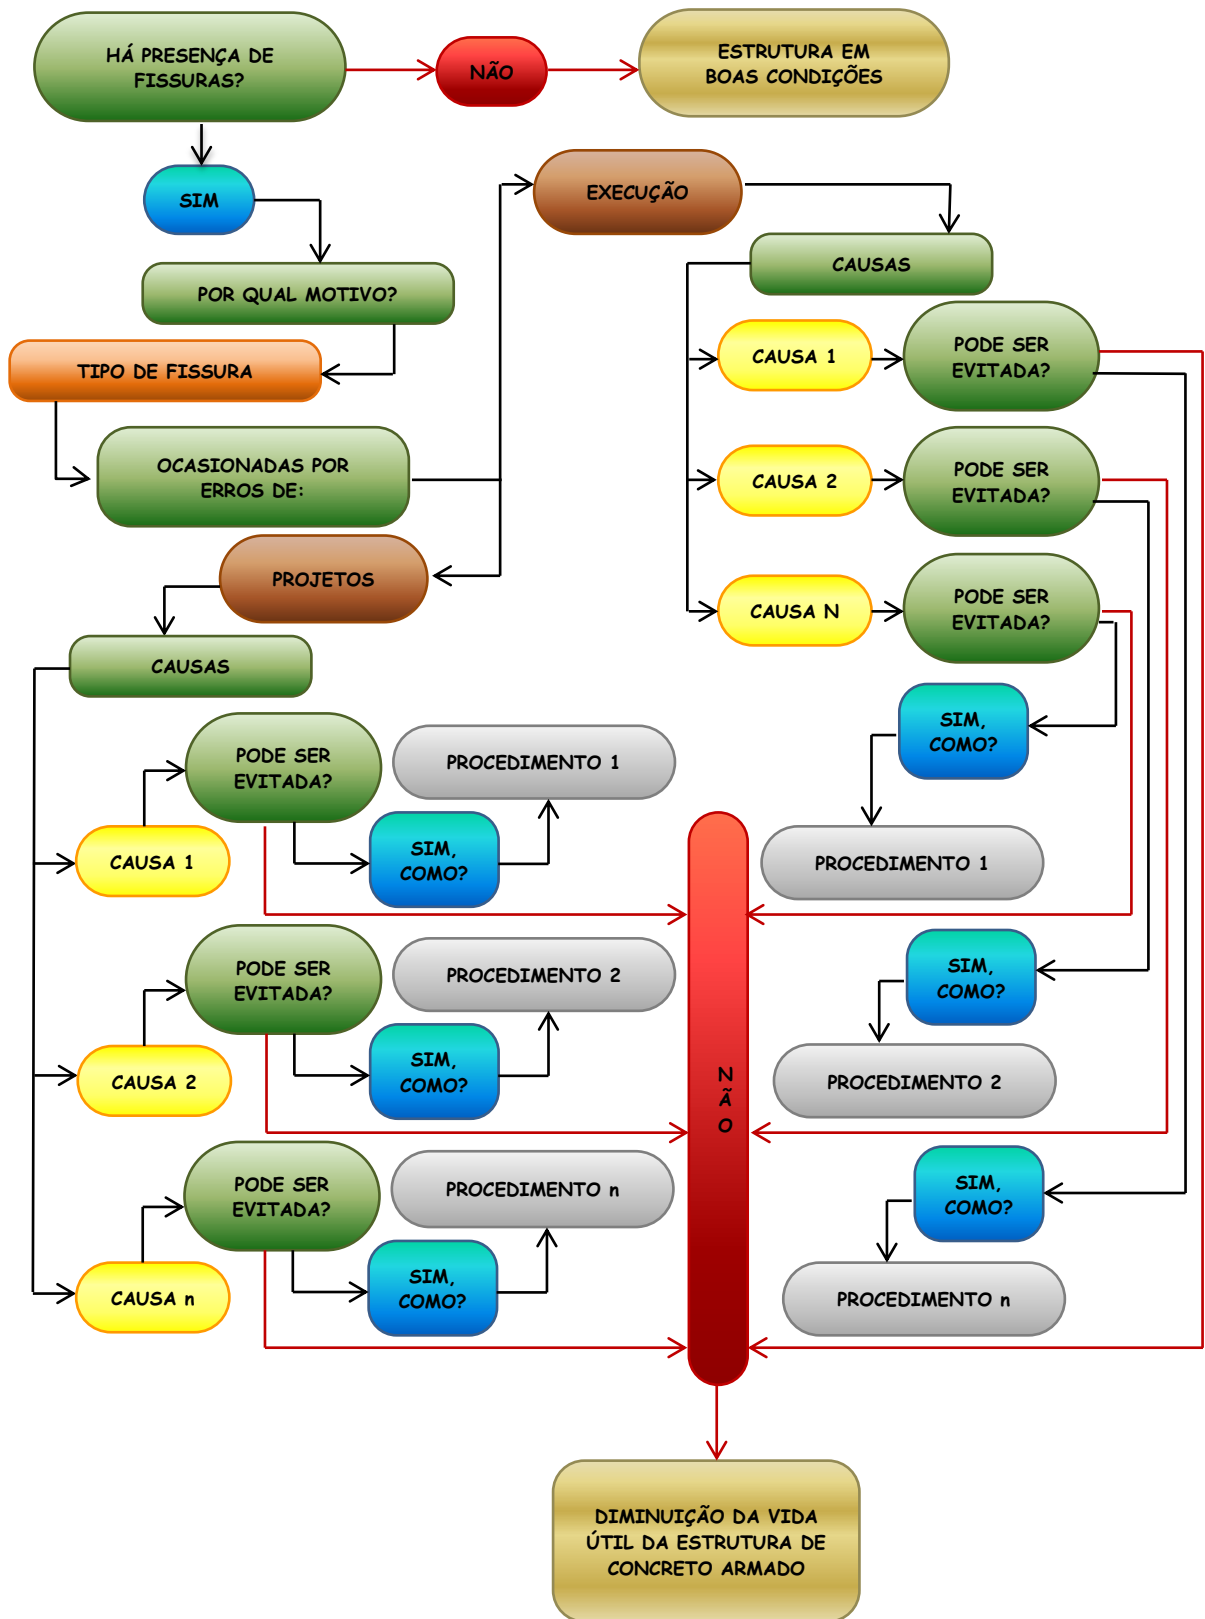 HÁ PRESENÇA DE
FISSURAS?
NÃO
ESTRUTURA EM
BOAS CONDIÇÕES
SIM
EXECUÇÃO
POR QUAL MOTIVO?
CAUSAS
TIPO DE FISSURA
CAUSA 1
PODE SER
EVITADA?
OCASIONADAS POR
ERROS DE:
CAUSA 2
PODE SER
EVITADA?
PROJETOS
CAUSA N
PODE SER
EVITADA?
CAUSAS
SIM,
COMO?
PODE SER
EVITADA?
PROCEDIMENTO 1
CAUSA 1
SIM,
COMO?
PROCEDIMENTO 1
PODE SER
EVITADA?
PROCEDIMENTO 2
SIM,
COMO?
CAUSA 2
SIM,
COMO?
N
Ã
O
PROCEDIMENTO 2
PODE SER
EVITADA?
PROCEDIMENTO n
SIM,
COMO?
CAUSA n
SIM,
COMO?
PROCEDIMENTO n
DIMINUIÇÃO DA VIDA
ÚTIL DA ESTRUTURA DE
CONCRETO ARMADO